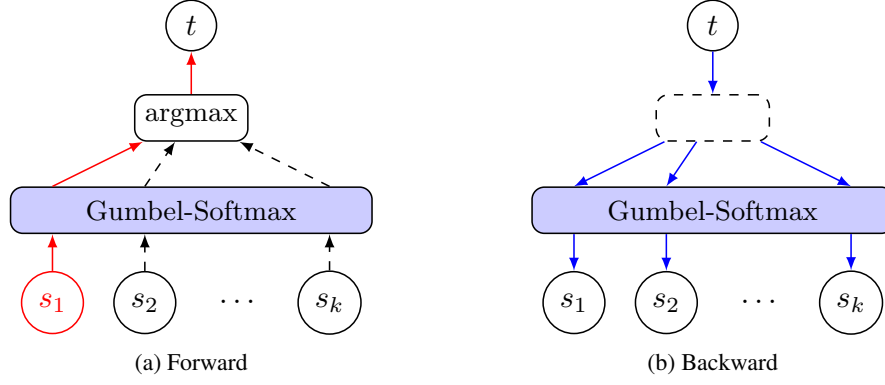 t
argmax
Gumbel-Softmax
s₁ s₂ ⋯ sₖ
(a) Forward
t
Gumbel-Softmax
s₁ s₂ ⋯ sₖ
(b) Backward